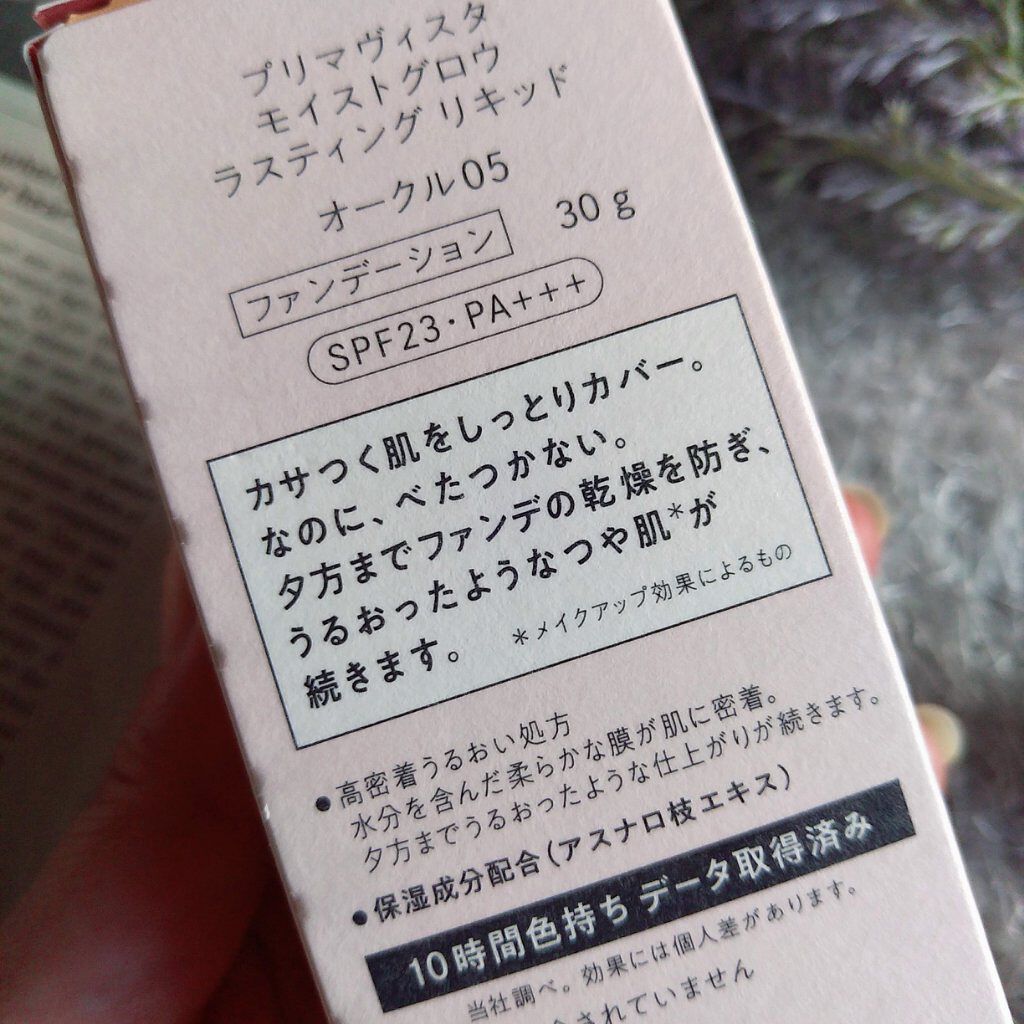 プリマヴィスタ
モイストグロウ
ラスティング リキッド
オークル05
ファンデーション 30g
SPF23・PA+++
カサつく肌をしっとりカバー。
なのに、べたつかない。
夕方までファンデの乾燥を防ぎ、
うるおったようなつや肌*が
続きます。 *メイクアップ効果によるもの
●高密着うるおい処方
水分を含んだ柔らかな膜が肌に密着。
夕方までうるおったような仕上がりが続きます。
●保湿成分配合(アスナロ枝エキス)
10時間色持ち データ取得済み
当社調べ。効果には個人差があります。
されていません